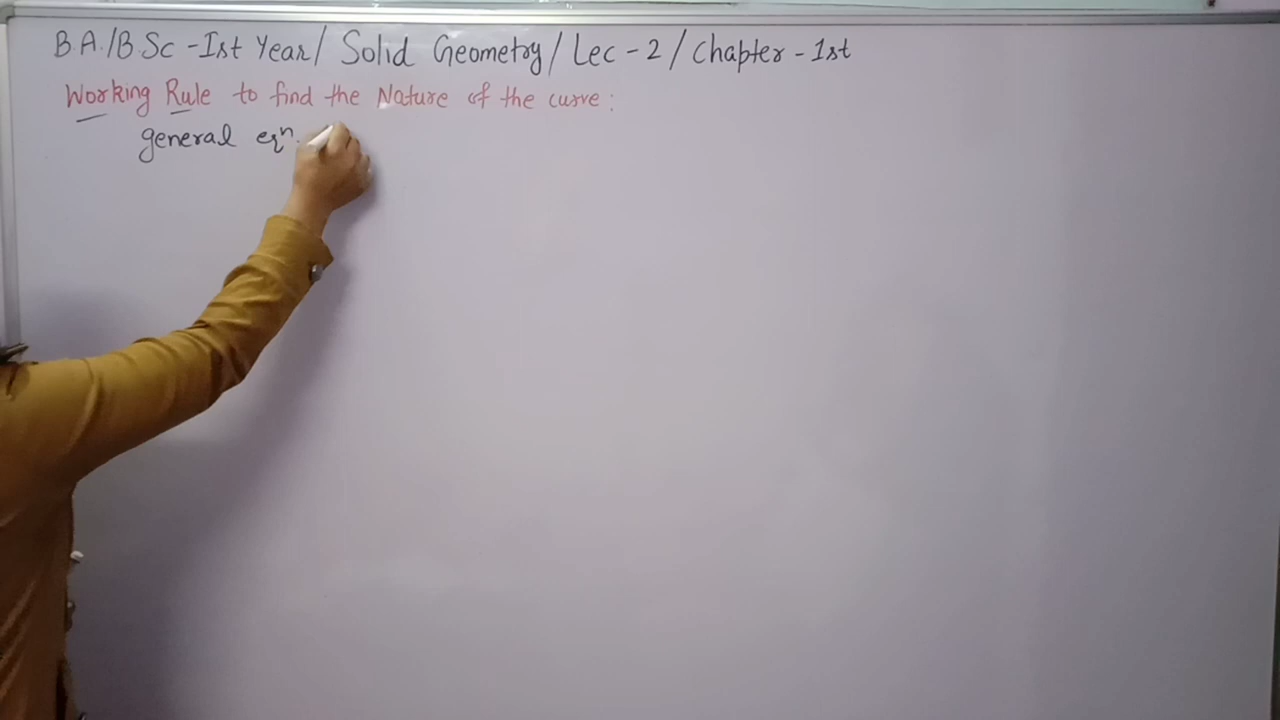 B.A./B.Sc - Ist Year/ Solid Geometry/ Lec - 2 / Chapter - 1st
Working Rule to find the Nature of the curve :
general eqn.